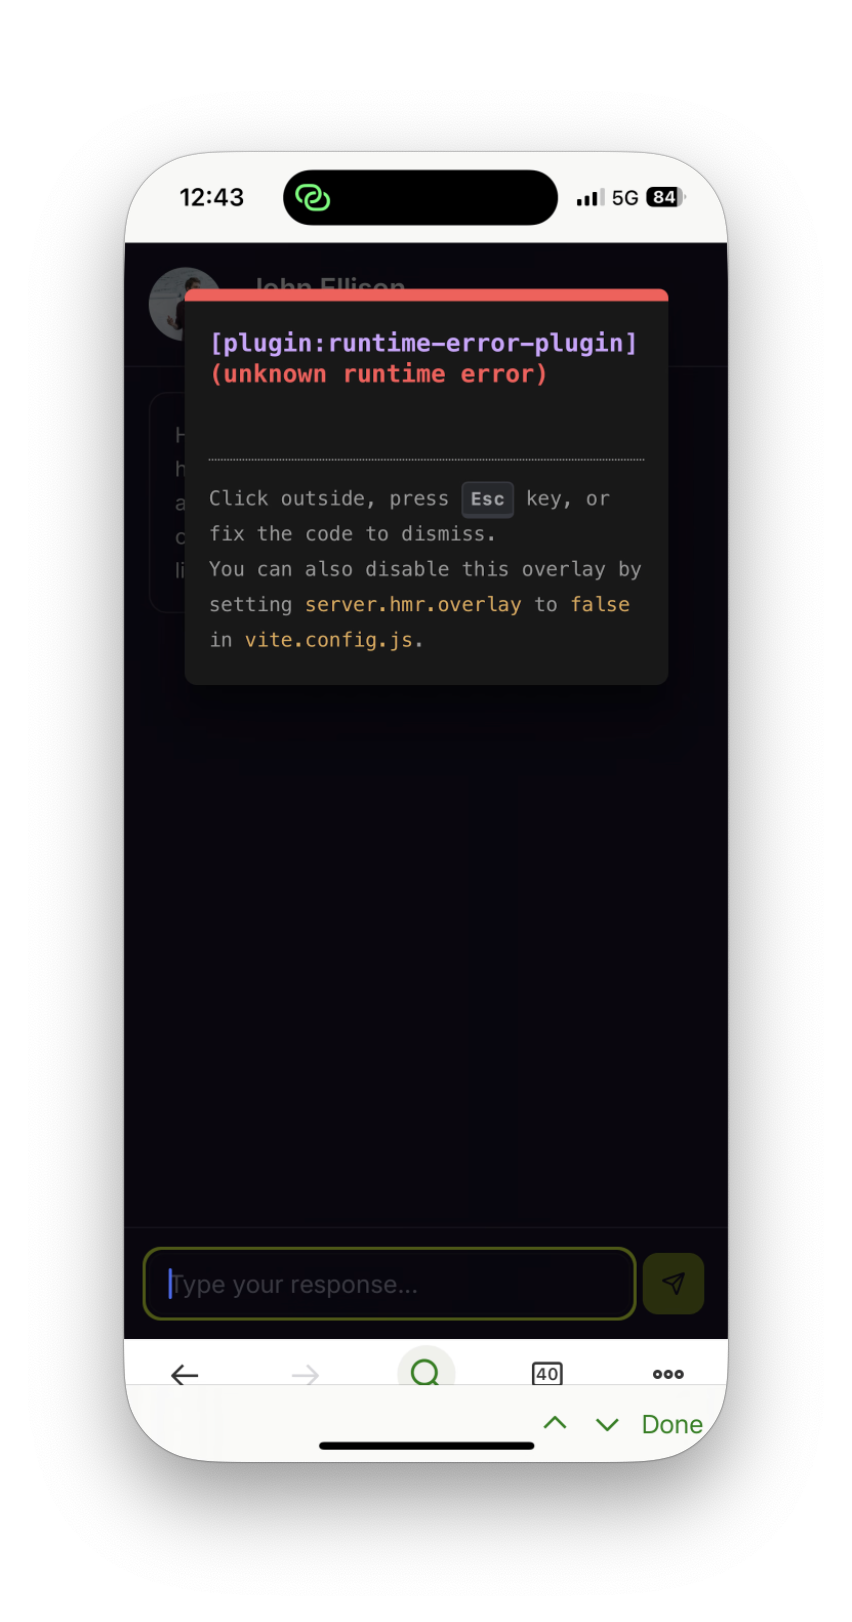 12:43
5G
84
John Ellison
[plugin:runtime-error-plugin]
(unknown runtime error)
Click outside, press Esc key, or
fix the code to dismiss.
You can also disable this overlay by
setting server.hmr.overlay to false
in vite.config.js.
Type your response...
40
Done